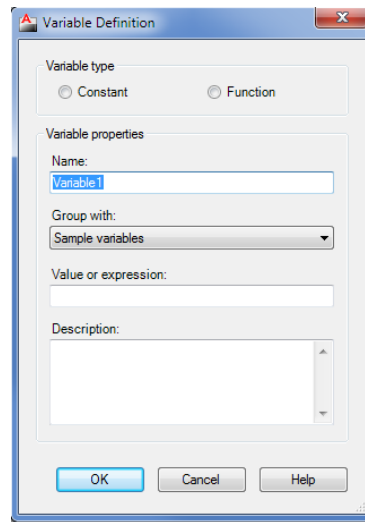 Variable Definition
Variable type
Constant Function
Variable properties
Name:
Variable1
Group with:
Sample variables
Value or expression:
Description:
OK Cancel Help